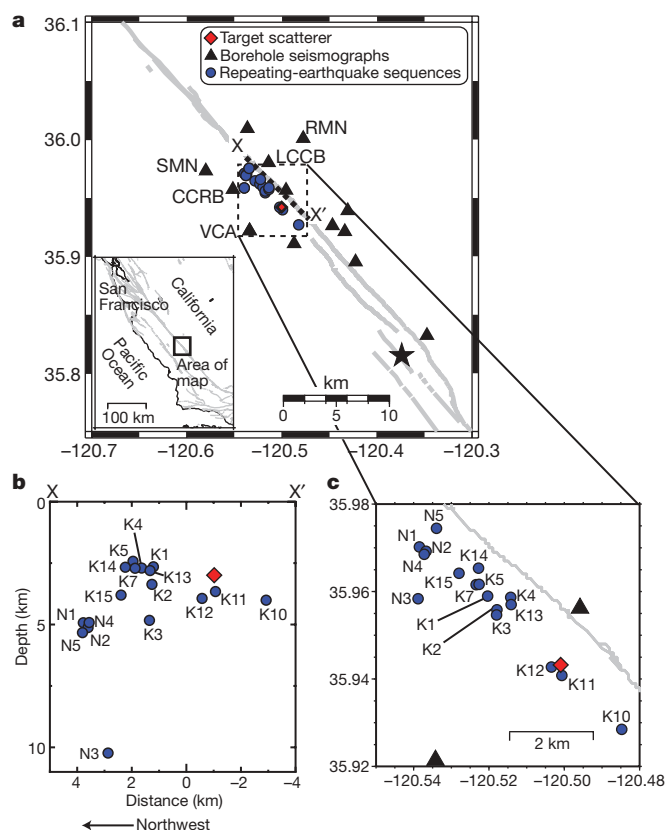 a
36.1
36.0
35.9
35.8
−120.7
−120.6
−120.5
−120.4
−120.3
Target scatterer
Borehole seismographs
Repeating-earthquake sequences
RMN
X
LCCB
SMN
CCRB
X′
VCA
San
Francisco
California
Pacific
Ocean
Area of
map
100 km
km
0
5
10
b
X
X′
0
5
10
Depth (km)
K4
K5
K1
K14
K7
K13
K15
K2
K11
K12
K10
N1
N4
K3
N5
N2
N3
4
2
0
−2
−4
Distance (km)
Northwest
c
35.98
35.96
35.94
35.92
N5
N1
N2
K14
N4
K15
K5
K7
N3
K4
K1
K13
K2
K3
K12
K11
K10
2 km
−120.54
−120.52
−120.50
−120.48